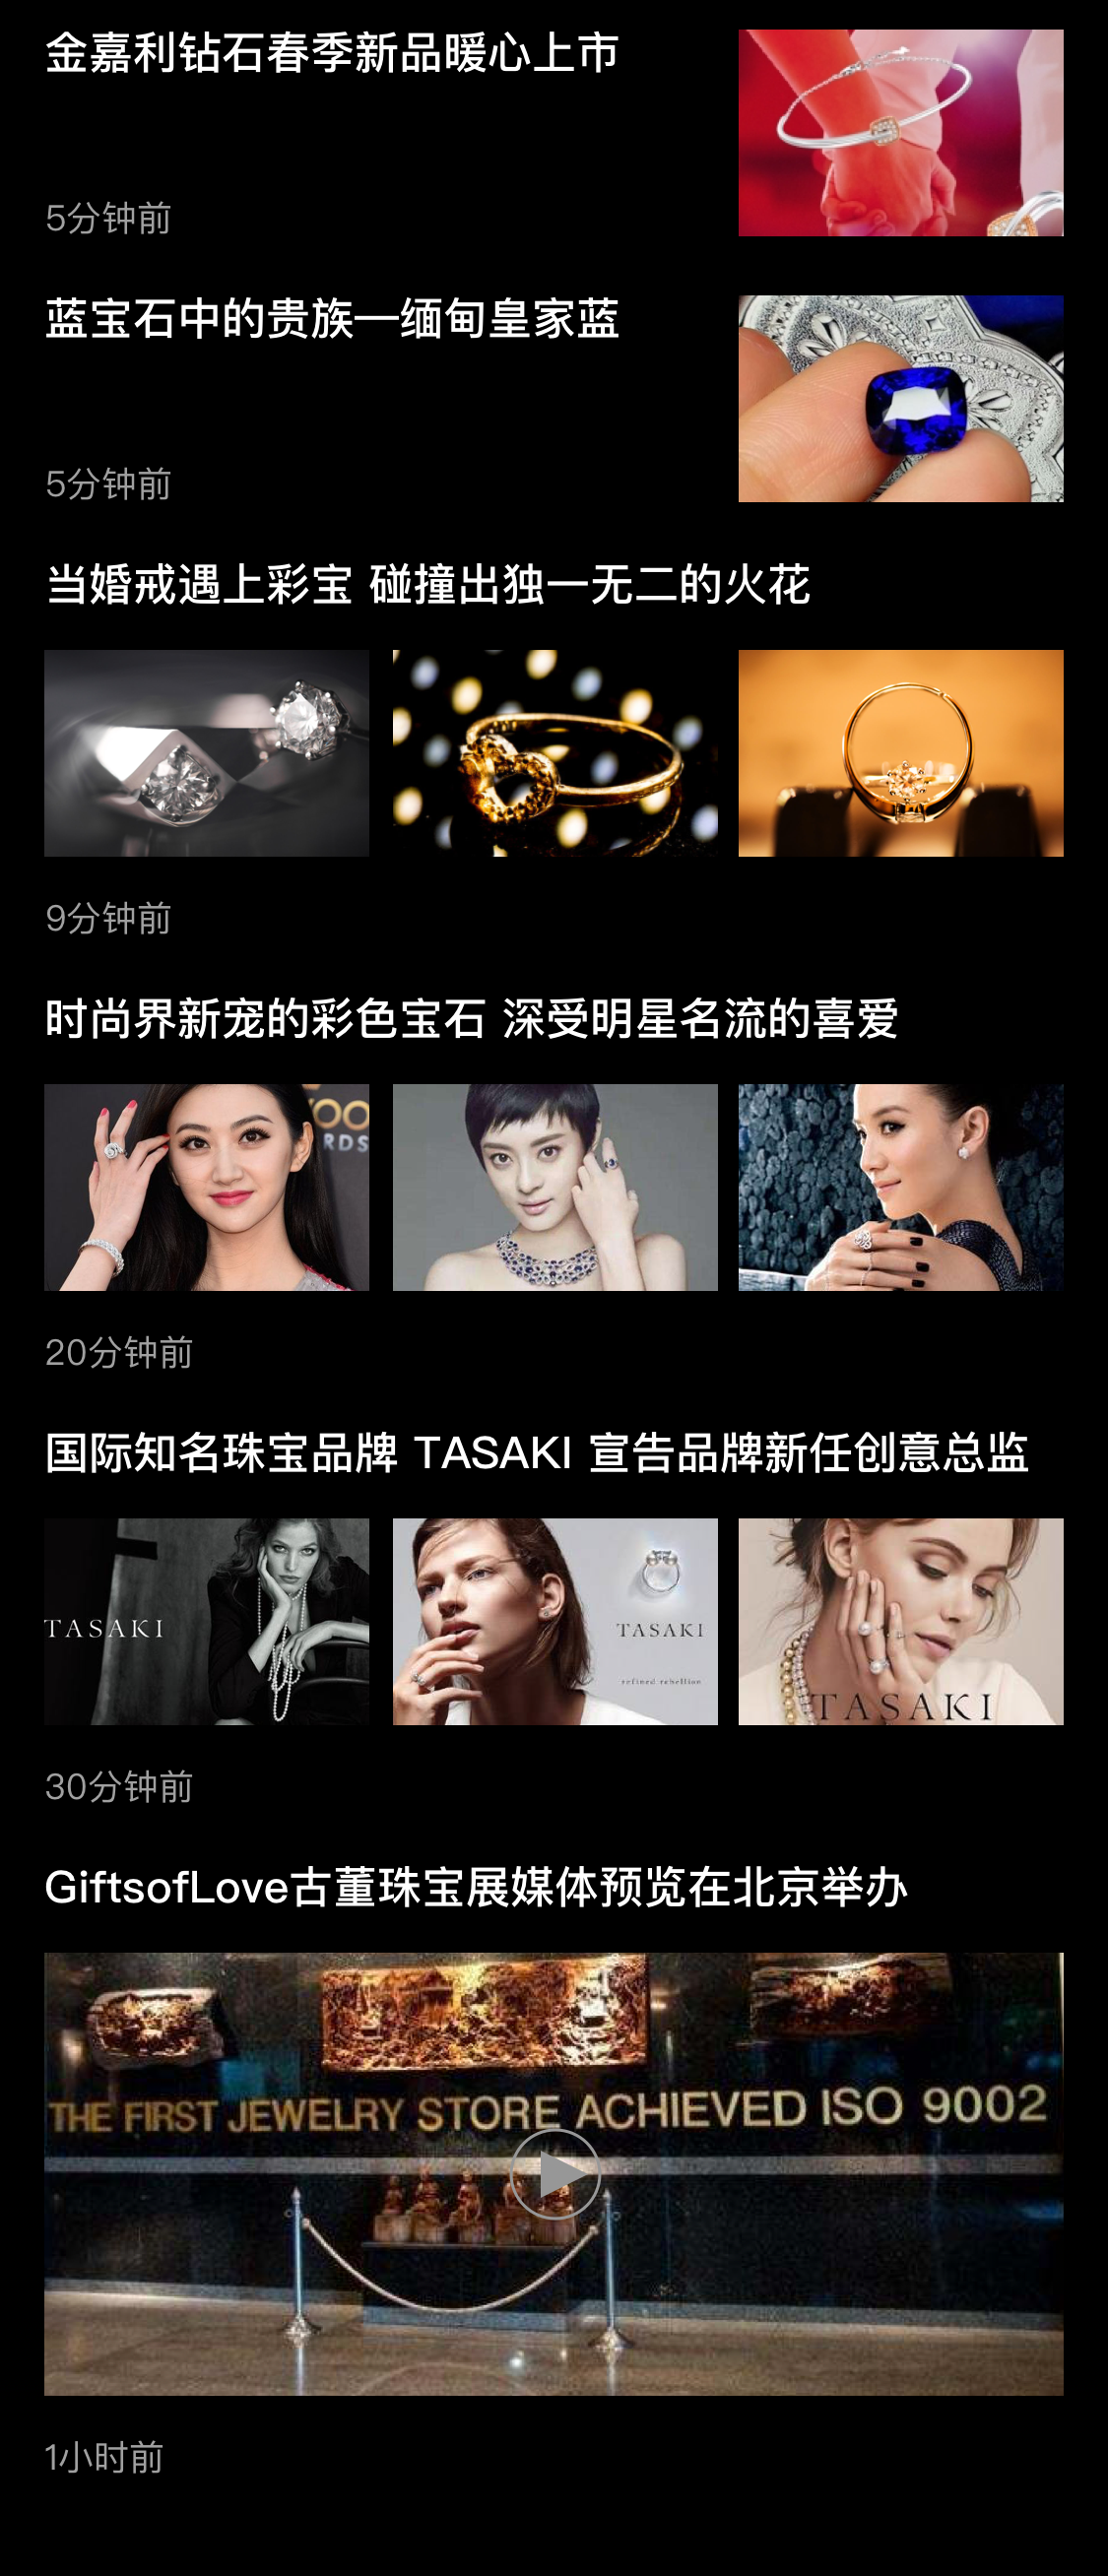 金嘉利钻石春季新品暖心上市
5分钟前
蓝宝石中的贵族—缅甸皇家蓝
5分钟前
当婚戒遇上彩宝 碰撞出独一无二的火花
9分钟前
时尚界新宠的彩色宝石 深受明星名流的喜爱
OO
RDS
20分钟前
国际知名珠宝品牌 TASAKI 宣告品牌新任创意总监
TASAKI
TASAKI
refined rebellion
TASAKI
30分钟前
GiftsofLove古董珠宝展媒体预览在北京举办
THE FIRST JEWELRY STORE ACHIEVED ISO 9002
1小时前